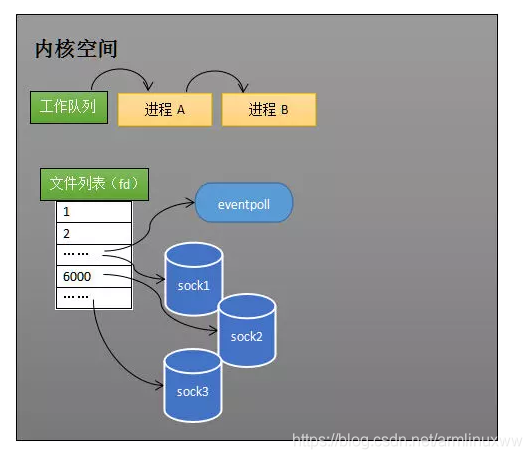 内核空间
工作队列
进程 A
进程 B
文件列表（fd）
1
2
……
6000
……
eventpoll
sock1
sock2
sock3
https://blog.csdn.net/armlinuxww